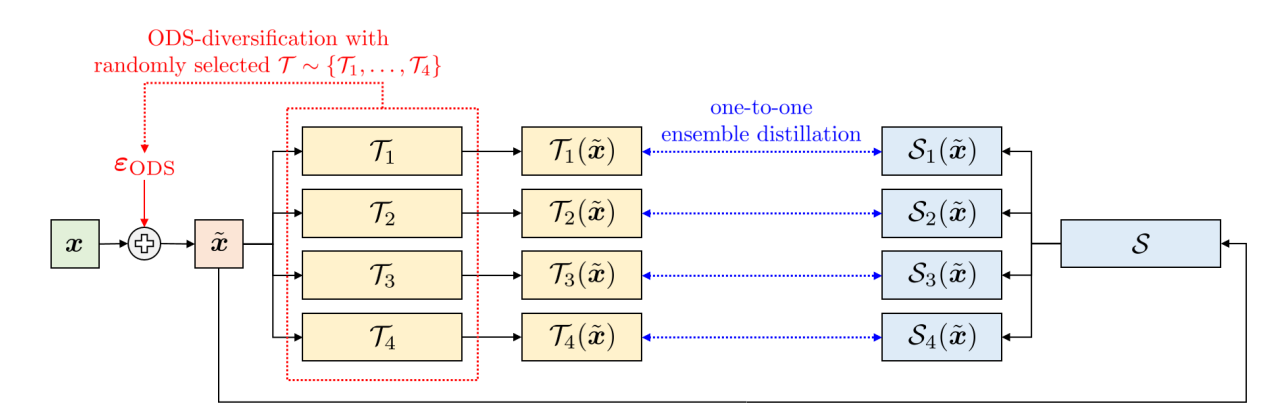 ODS-diversification with
randomly selected 𝒯 ∼ {𝒯₁, …, 𝒯₄}
one-to-one
ensemble distillation
𝒯₁
𝒯₁(x̃)
𝒮₁(x̃)
ε_ODS
𝒯₂
𝒯₂(x̃)
𝒮₂(x̃)
x
x̃
𝒮
𝒯₃
𝒯₃(x̃)
𝒮₃(x̃)
𝒯₄
𝒯₄(x̃)
𝒮₄(x̃)